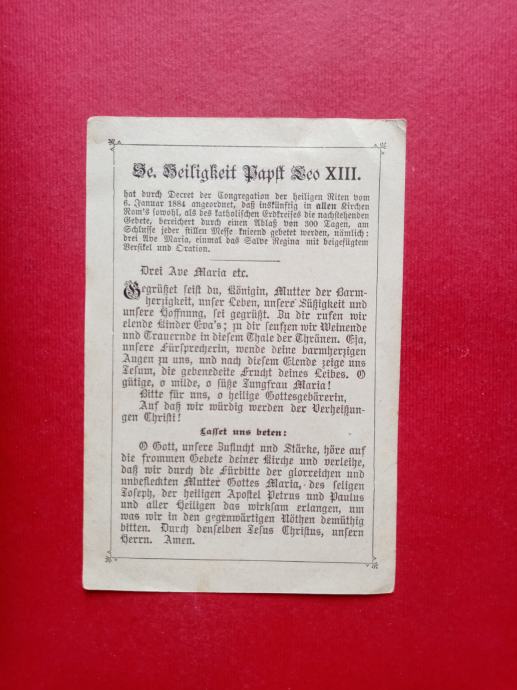 Se. Heiligkeit Papst Leo XIII.
hat durch Decret der Congregation der heiligen Riten vom
6. Januar 1884 angeordnet, daß inskünftig in allen Kirchen
Rom's sowohl, als des katholischen Erdkreises die nachstehenden
Gebete, bereichert durch einen Ablaß von 300 Tagen, am
Schlusse jeder stillen Messe knieend gebetet werden, nämlich:
drei Ave Maria, einmal das Salve Regina mit beigefügtem
Versikel und Oration.
Drei Ave Maria etc.
Gegrüßet seist du, Königin, Mutter der Barm-
herzigkeit, unser Leben, unsere Süßigkeit und
unsere Hoffnung, sei gegrüßt. Zu dir rufen wir
elende Kinder Eva's; zu dir seufzen wir Weinende
und Trauernde in diesem Thale der Thränen. Eja,
unsere Fürsprecherin, wende deine barmherzigen
Augen zu uns, und nach diesem Elende zeige uns
Jesum, die gebenedeite Frucht deines Leibes. O
gütige, o milde, o süße Jungfrau Maria!
Bitte für uns, o heilige Gottesgebärerin,
Auf daß wir würdig werden der Verheißun-
gen Christi!
Lasset uns beten:
O Gott, unsere Zuflucht und Stärke, höre auf
die frommen Gebete deiner Kirche und verleihe,
daß wir durch die Fürbitte der glorreichen und
unbefleckten Mutter Gottes Maria, des seligen
Joseph, der heiligen Apostel Petrus und Paulus
und aller Heiligen das wirksam erlangen, um
was wir in den gegenwärtigen Nöthen demüthig
bitten. Durch denselben Jesus Christus, unsern
Herrn. Amen.